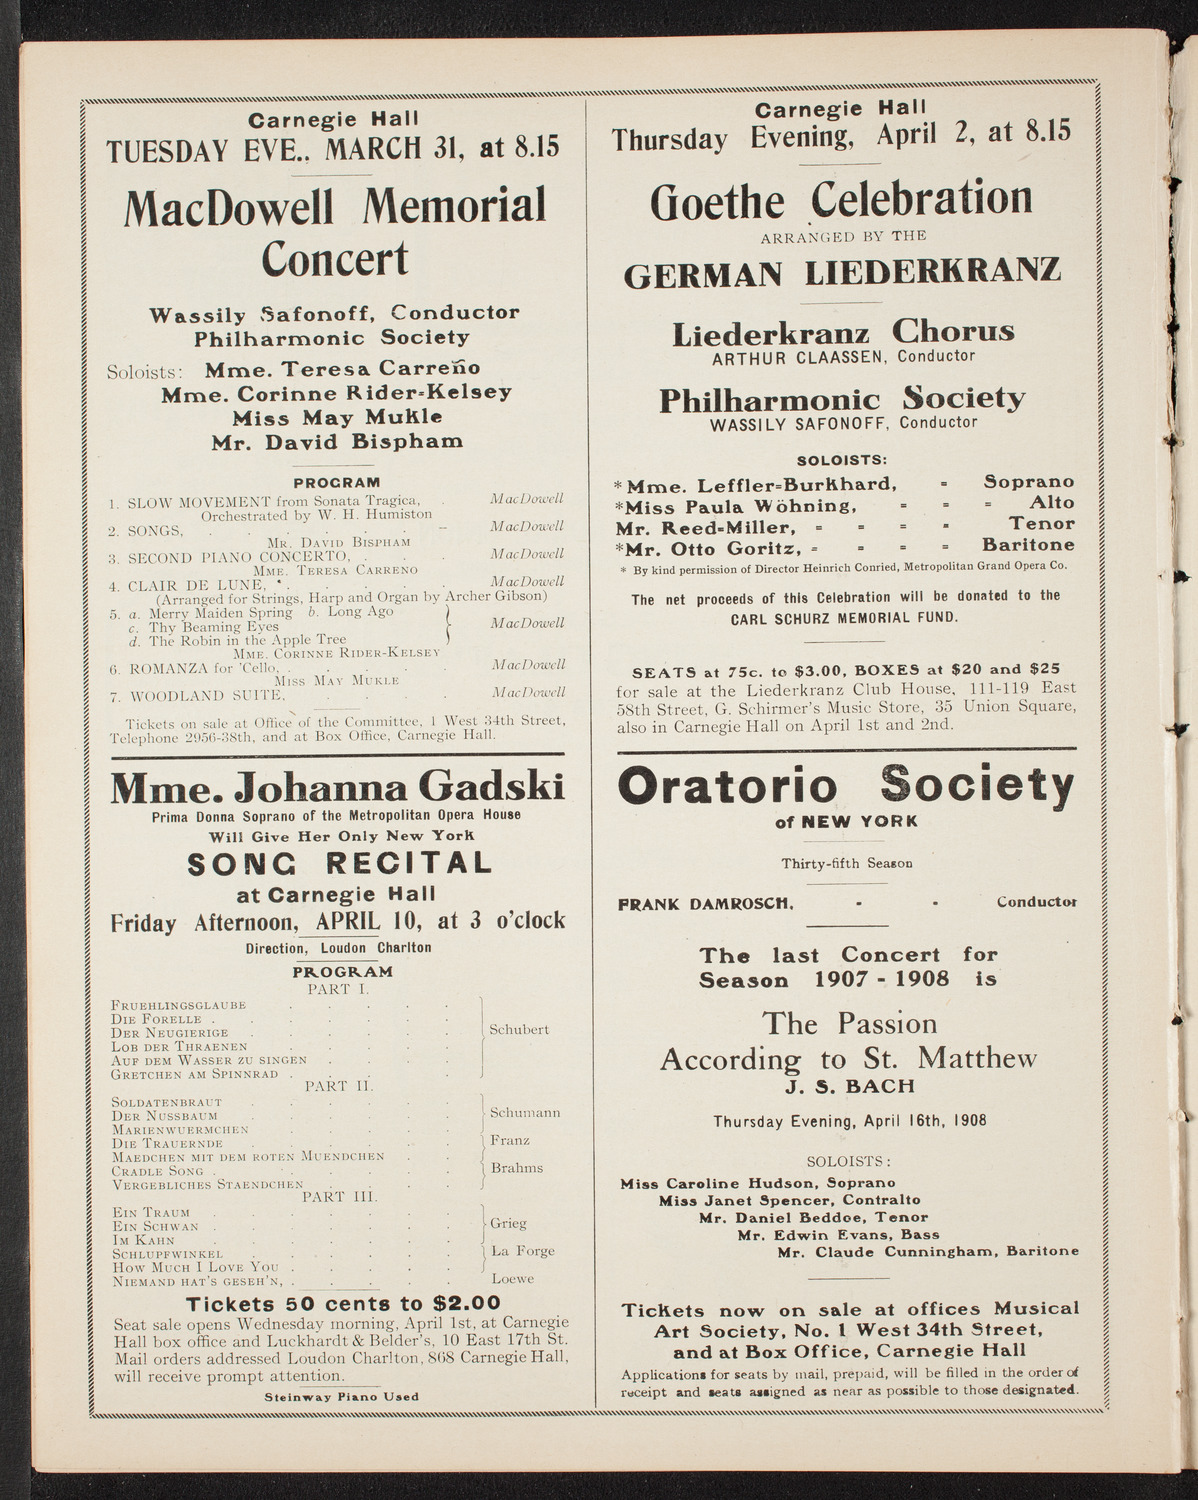 Carnegie Hall
TUESDAY EVE., MARCH 31, at 8.15
MacDowell Memorial
Concert
Wassily Safonoff, Conductor
Philharmonic Society
Soloists: Mme. Teresa Carreño
Mme. Corinne Rider-Kelsey
Miss May Mukle
Mr. David Bispham
PROGRAM
1. SLOW MOVEMENT from Sonata Tragica, . MacDowell
Orchestrated by W. H. Humiston
2. SONGS, . . . . . – MacDowell
MR. DAVID BISPHAM
3. SECOND PIANO CONCERTO, . . . MacDowell
MME. TERESA CARRENO
4. CLAIR DE LUNE, . . . . . MacDowell
(Arranged for Strings, Harp and Organ by Archer Gibson)
5. a. Merry Maiden Spring b. Long Ago
c. Thy Beaming Eyes MacDowell
d. The Robin in the Apple Tree
MME. CORINNE RIDER-KELSEY
6. ROMANZA for 'Cello, . . . . . MacDowell
MISS MAY MUKLE
7. WOODLAND SUITE, . . . . MacDowell
Tickets on sale at Office of the Committee, 1 West 34th Street,
Telephone 2956-38th, and at Box Office, Carnegie Hall.
Mme. Johanna Gadski
Prima Donna Soprano of the Metropolitan Opera House
Will Give Her Only New York
SONG RECITAL
at Carnegie Hall
Friday Afternoon, APRIL 10, at 3 o'clock
Direction, Loudon Charlton
PROGRAM
PART I.
FRUEHLINGSGLAUBE
DIE FORELLE
DER NEUGIERIGE Schubert
LOB DER THRAENEN
AUF DEM WASSER ZU SINGEN
GRETCHEN AM SPINNRAD
PART II.
SOLDATENBRAUT
DER NUSSBAUM Schumann
MARIENWUERMCHEN
DIE TRAUERNDE Franz
MAEDCHEN MIT DEM ROTEN MUENDCHEN
CRADLE SONG Brahms
VERGEBLICHES STAENDCHEN
PART III.
EIN TRAUM
EIN SCHWAN Grieg
IM KAHN
SCHLUPFWINKEL La Forge
HOW MUCH I LOVE YOU
NIEMAND HAT'S GESEH'N, Loewe
Tickets 50 cents to $2.00
Seat sale opens Wednesday morning, April 1st, at Carnegie
Hall box office and Luckhardt & Belder's, 10 East 17th St.
Mail orders addressed Loudon Charlton, 868 Carnegie Hall,
will receive prompt attention.
Steinway Piano Used
Carnegie Hall
Thursday Evening, April 2, at 8.15
Goethe Celebration
ARRANGED BY THE
GERMAN LIEDERKRANZ
Liederkranz Chorus
ARTHUR CLAASSEN, Conductor
Philharmonic Society
WASSILY SAFONOFF, Conductor
SOLOISTS:
*Mme. Leffler-Burkhard, - Soprano
*Miss Paula Wöhning, - - - Alto
Mr. Reed-Miller, - - - - Tenor
*Mr. Otto Goritz, - - - - Baritone
* By kind permission of Director Heinrich Conried, Metropolitan Grand Opera Co.
The net proceeds of this Celebration will be donated to the
CARL SCHURZ MEMORIAL FUND.
SEATS at 75c. to $3.00, BOXES at $20 and $25
for sale at the Liederkranz Club House, 111-119 East
58th Street, G. Schirmer's Music Store, 35 Union Square,
also in Carnegie Hall on April 1st and 2nd.
Oratorio Society
of NEW YORK
Thirty-fifth Season
FRANK DAMROSCH, - - Conductor
The last Concert for
Season 1907 - 1908 is
The Passion
According to St. Matthew
J. S. BACH
Thursday Evening, April 16th, 1908
SOLOISTS:
Miss Caroline Hudson, Soprano
Miss Janet Spencer, Contralto
Mr. Daniel Beddoe, Tenor
Mr. Edwin Evans, Bass
Mr. Claude Cunningham, Baritone
Tickets now on sale at offices Musical
Art Society, No. 1 West 34th Street,
and at Box Office, Carnegie Hall
Applications for seats by mail, prepaid, will be filled in the order of
receipt and seats assigned as near as possible to those designated.